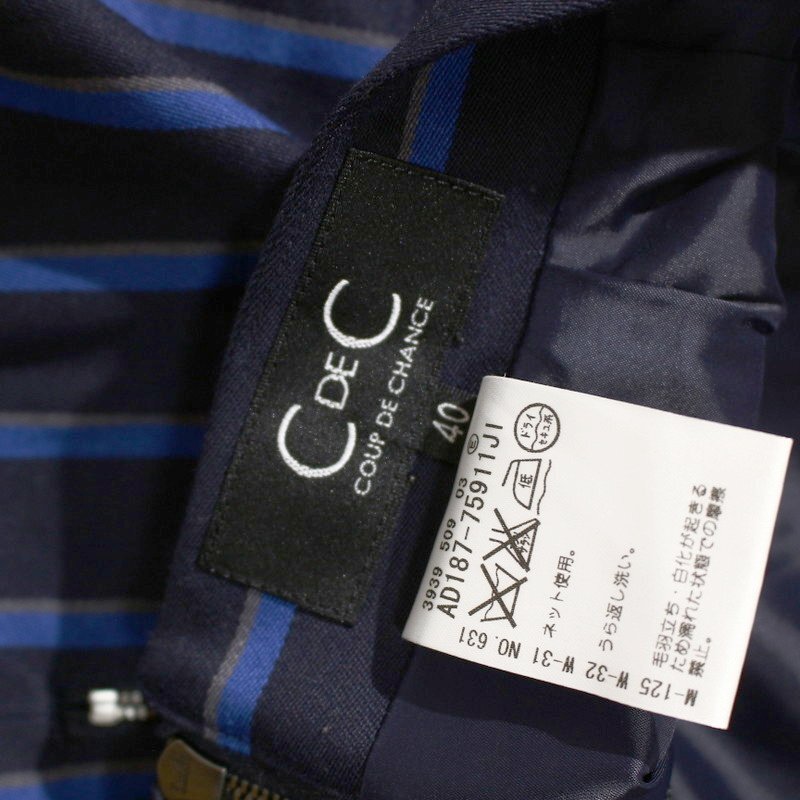 C DE C
COUP DE CHANCE
40
3939 509 03 Ⓔ
AD187-75911JI
ドライ
セキユ系
低
NO. 631
W-31 ネット使用。
W-32 うら返し洗い。
M-125 毛羽立ち・白化が起きる
ため濡れた状態での摩擦
禁止。